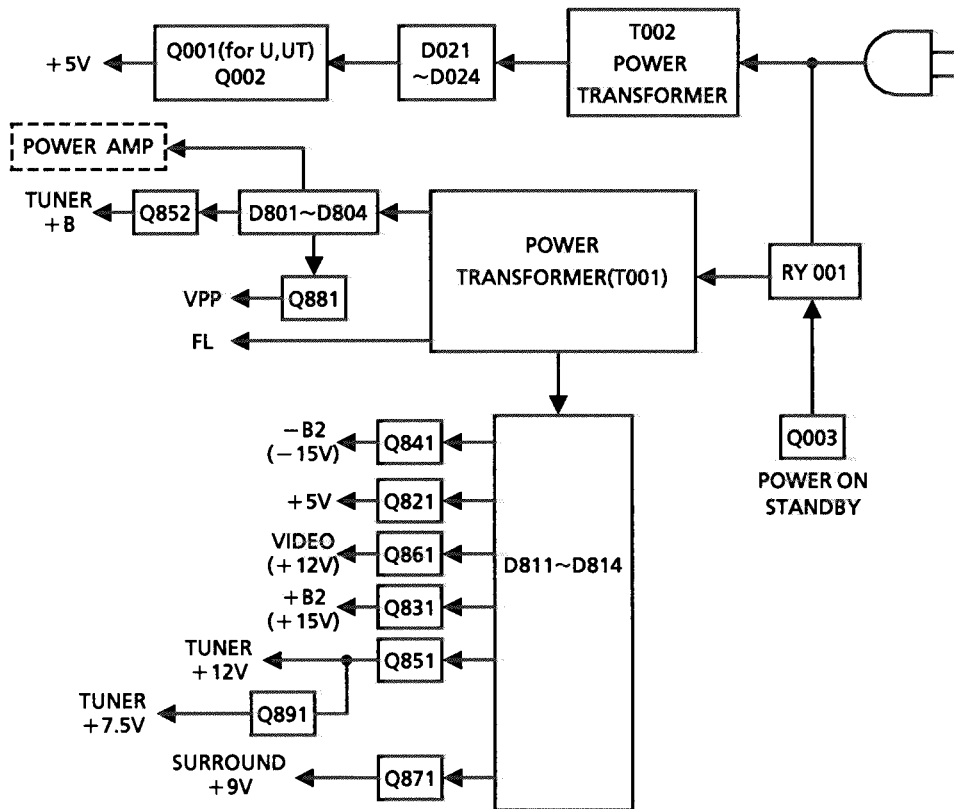 +5V
Q001(for U,UT)
Q002
D021
~D024
T002
POWER
TRANSFORMER
POWER AMP
TUNER
+B
Q852
D801~D804
POWER
TRANSFORMER(T001)
RY 001
VPP
Q881
FL
Q003
POWER ON
STANDBY
−B2
(−15V)
Q841
+5V
Q821
VIDEO
(+12V)
Q861
D811~D814
+B2
(+15V)
Q831
TUNER
+12V
Q851
TUNER
+7.5V
Q891
SURROUND
+9V
Q871